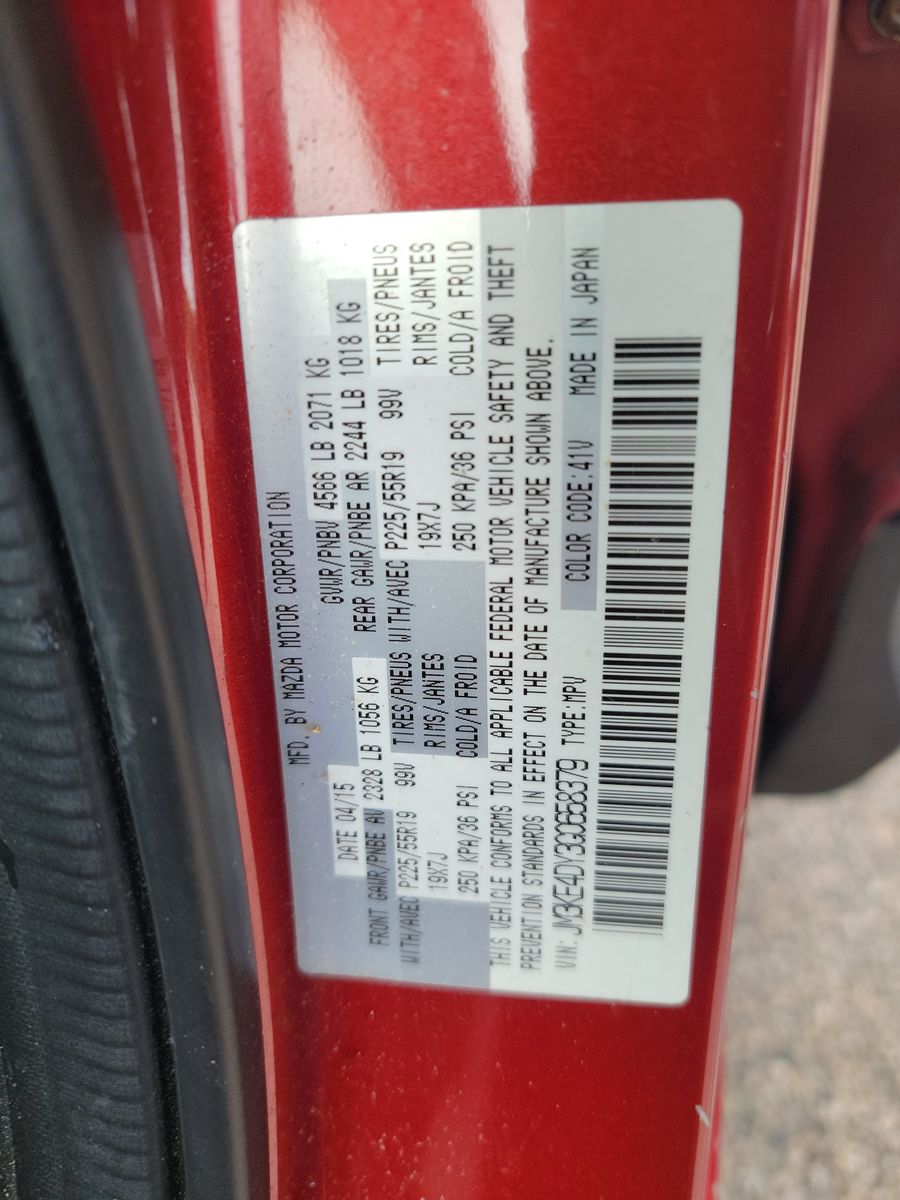 MFD. BY MAZDA MOTOR CORPORATION
DATE 04/15 GVWR/PNBV 4566 LB 2071 KG
FRONT GAWR/PNBE AV 2328 LB 1056 KG REAR GAWR/PNBE AR 2244 LB 1018 KG
WITH/AVEC P225/55R19 99V TIRES/PNEUS WITH/AVEC P225/55R19 99V TIRES/PNEUS
19X7J RIMS/JANTES 19X7J RIMS/JANTES
250 KPA/36 PSI COLD/A FROID 250 KPA/36 PSI COLD/A FROID
THIS VEHICLE CONFORMS TO ALL APPLICABLE FEDERAL MOTOR VEHICLE SAFETY AND THEFT
PREVENTION STANDARDS IN EFFECT ON THE DATE OF MANUFACTURE SHOWN ABOVE.
VIN: JM3KE4DY3G0658379 TYPE:MPV COLOR CODE:41V MADE IN JAPAN